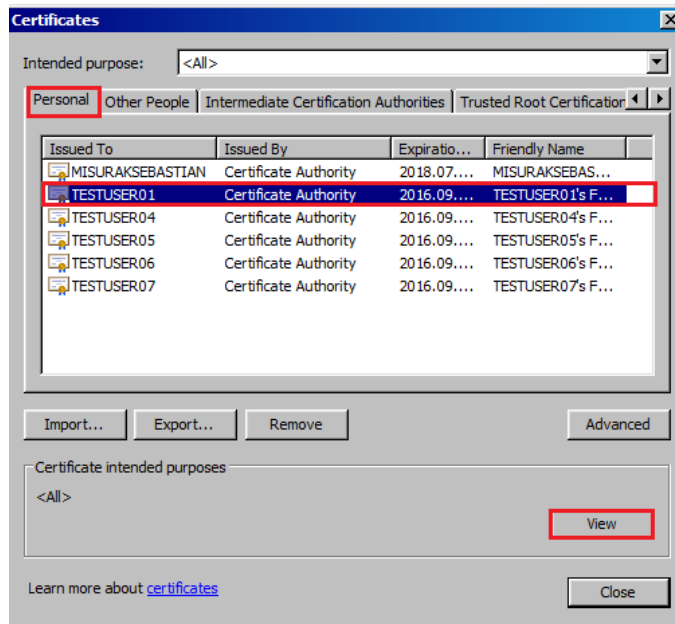 Certificates
Intended purpose: <All>
Personal Other People Intermediate Certification Authorities Trusted Root Certification
Issued To Issued By Expiratio... Friendly Name
MISURAKSEBASTIAN Certificate Authority 2018.07.... MISURAKSEBAS...
TESTUSER01 Certificate Authority 2016.09.... TESTUSER01's F...
TESTUSER04 Certificate Authority 2016.09.... TESTUSER04's F...
TESTUSER05 Certificate Authority 2016.09.... TESTUSER05's F...
TESTUSER06 Certificate Authority 2016.09.... TESTUSER06's F...
TESTUSER07 Certificate Authority 2016.09.... TESTUSER07's F...
Import... Export... Remove Advanced
Certificate intended purposes
<All>
View
Learn more about certificates
Close